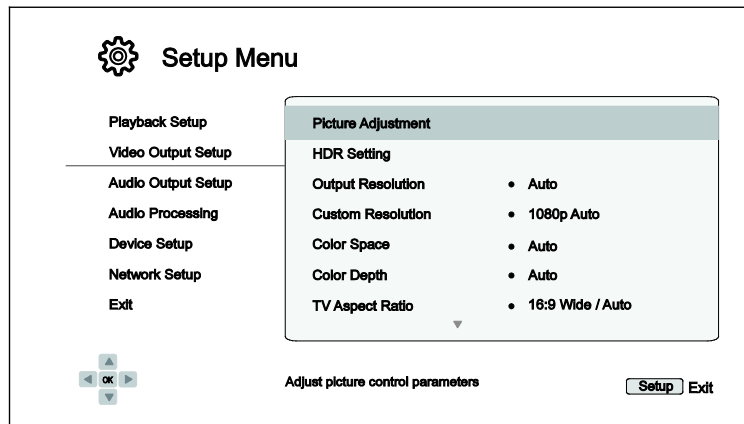 Setup Menu
Playback Setup
Video Output Setup
Audio Output Setup
Audio Processing
Device Setup
Network Setup
Exit
Picture Adjustment
HDR Setting
Output Resolution • Auto
Custom Resolution • 1080p Auto
Color Space • Auto
Color Depth • Auto
TV Aspect Ratio • 16:9 Wide / Auto
OK
Adjust picture control parameters
Setup Exit